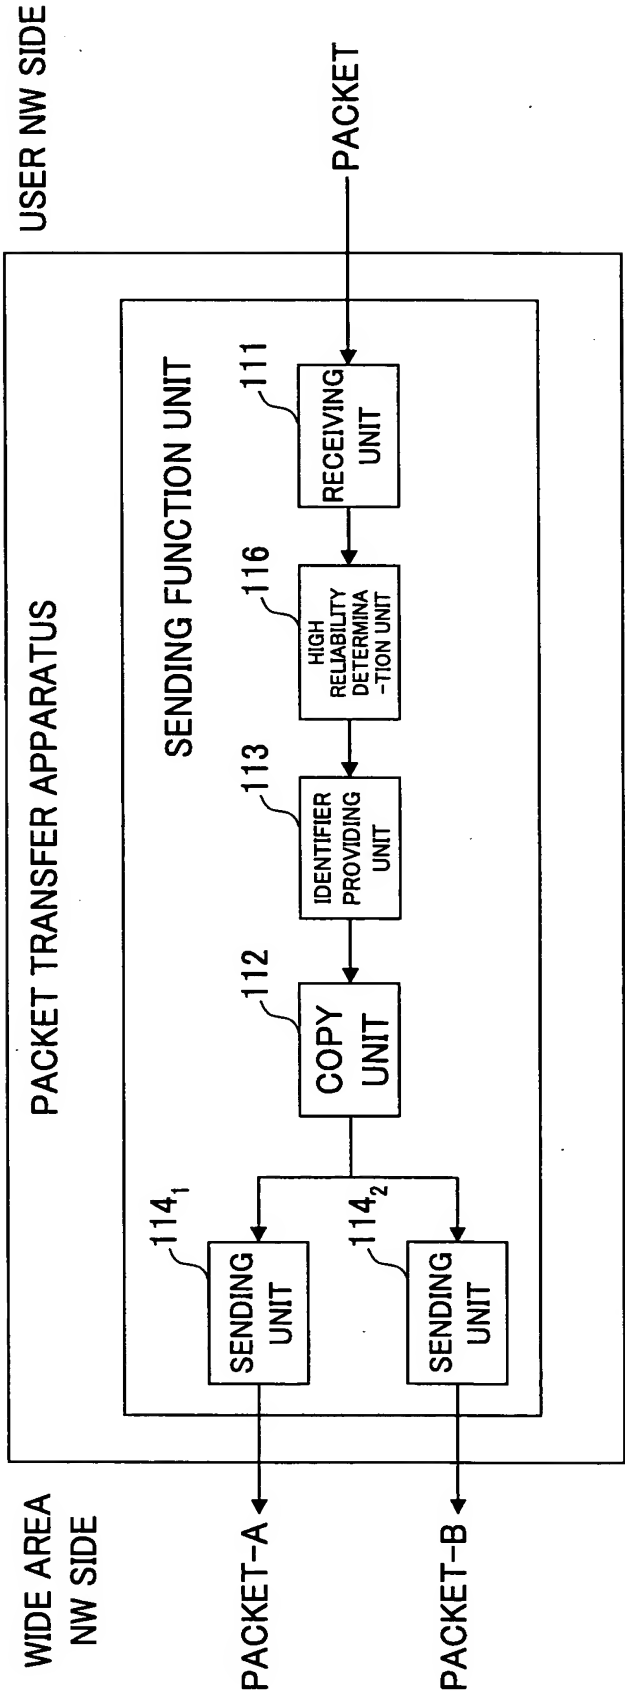 WIDE AREA
NW SIDE
USER NW SIDE
PACKET TRANSFER APPARATUS
SENDING FUNCTION UNIT
114₁
SENDING
UNIT
PACKET-A
112
COPY
UNIT
113
IDENTIFIER
PROVIDING
UNIT
116
HIGH
RELIABILITY
DETERMINA
-TION UNIT
111
RECEIVING
UNIT
PACKET
114₂
SENDING
UNIT
PACKET-B